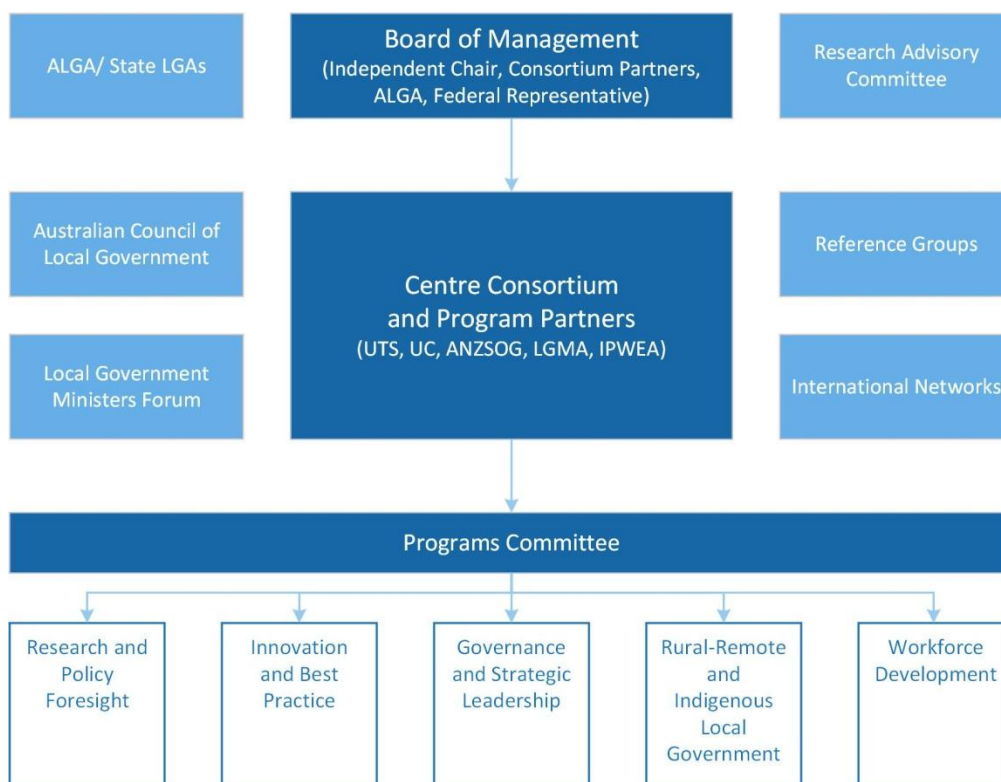 ALGA/ State LGAs
Board of Management
(Independent Chair, Consortium Partners,
ALGA, Federal Representative)
Research Advisory
Committee
Australian Council of
Local Government
Centre Consortium
and Program Partners
(UTS, UC, ANZSOG, LGMA, IPWEA)
Reference Groups
Local Government
Ministers Forum
International Networks
Programs Committee
Research and
Policy
Foresight
Innovation
and Best
Practice
Governance
and Strategic
Leadership
Rural-Remote
and
Indigenous
Local
Government
Workforce
Development